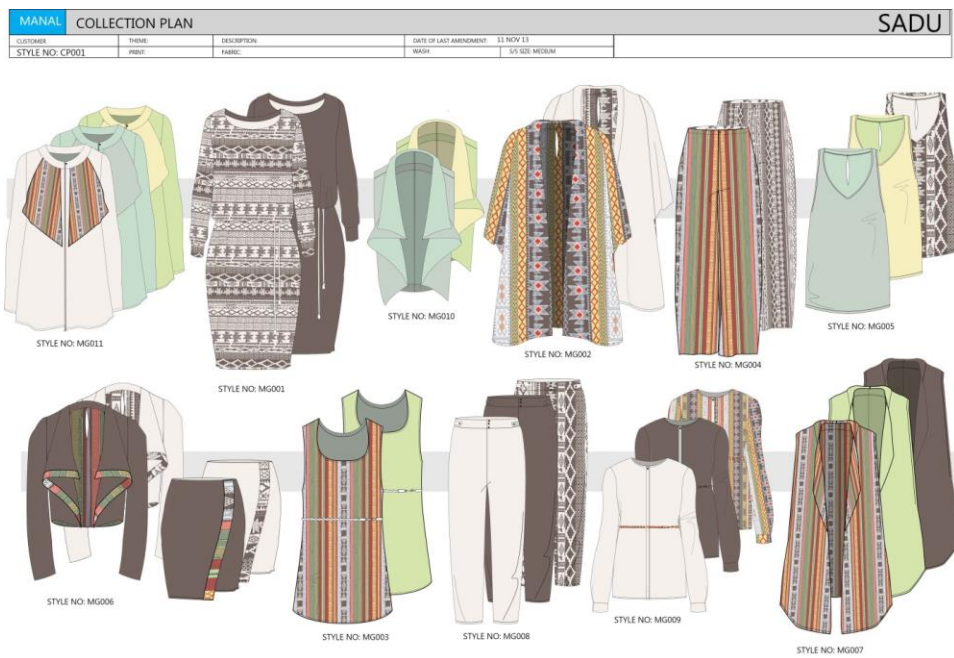 MANAL COLLECTION PLAN SADU
CUSTOMER THEME: DESCRIPTION: DATE OF LAST AMENDMENT: 11 NOV 13
STYLE NO: CP001 PRINT: FABRIC: WASH: S/S SIZE: MEDIUM
STYLE NO: MG011
STYLE NO: MG001
STYLE NO: MG010
STYLE NO: MG002
STYLE NO: MG004
STYLE NO: MG005
STYLE NO: MG006
STYLE NO: MG003
STYLE NO: MG008
STYLE NO: MG009
STYLE NO: MG007